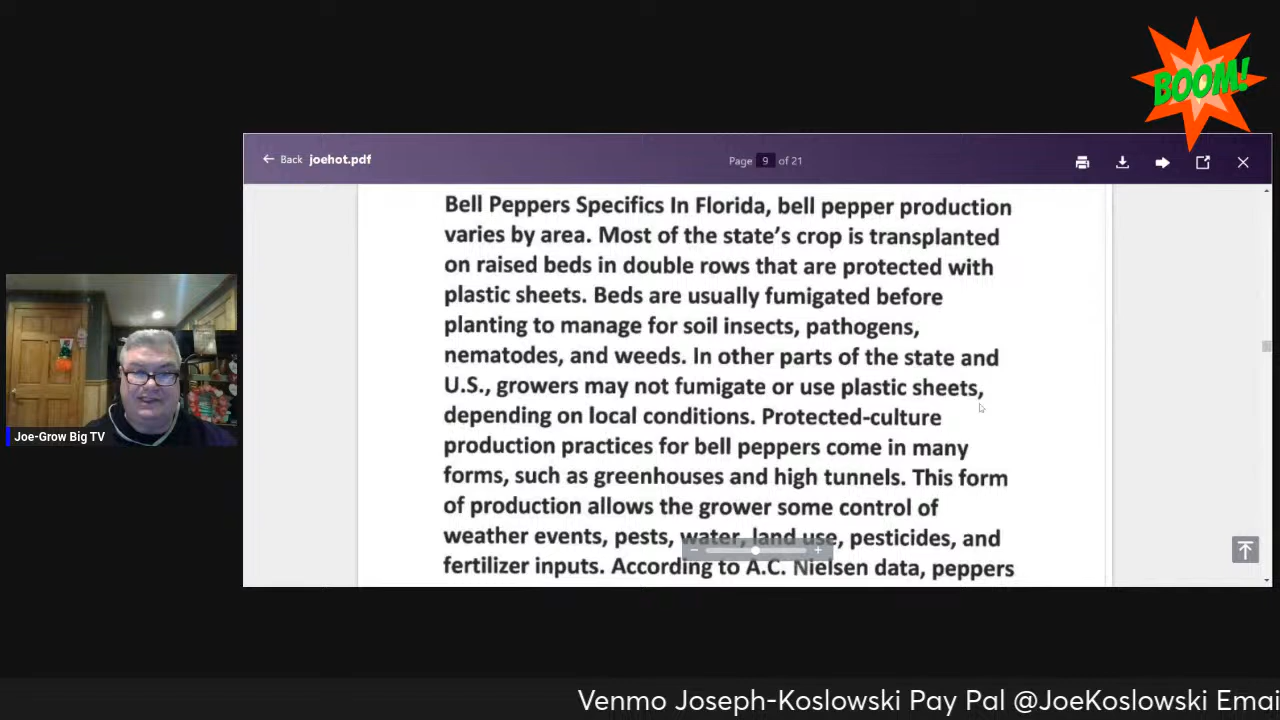 BOOM!
Back joehot.pdf
Page 9 of 21
Bell Peppers Specifics In Florida, bell pepper production
varies by area. Most of the state's crop is transplanted
on raised beds in double rows that are protected with
plastic sheets. Beds are usually fumigated before
planting to manage for soil insects, pathogens,
nematodes, and weeds. In other parts of the state and
U.S., growers may not fumigate or use plastic sheets,
depending on local conditions. Protected-culture
production practices for bell peppers come in many
forms, such as greenhouses and high tunnels. This form
of production allows the grower some control of
weather events, pests, water, land use, pesticides, and
fertilizer inputs. According to A.C. Nielsen data, peppers
Joe-Grow Big TV
Venmo Joseph-Koslowski Pay Pal @JoeKoslowski Emai